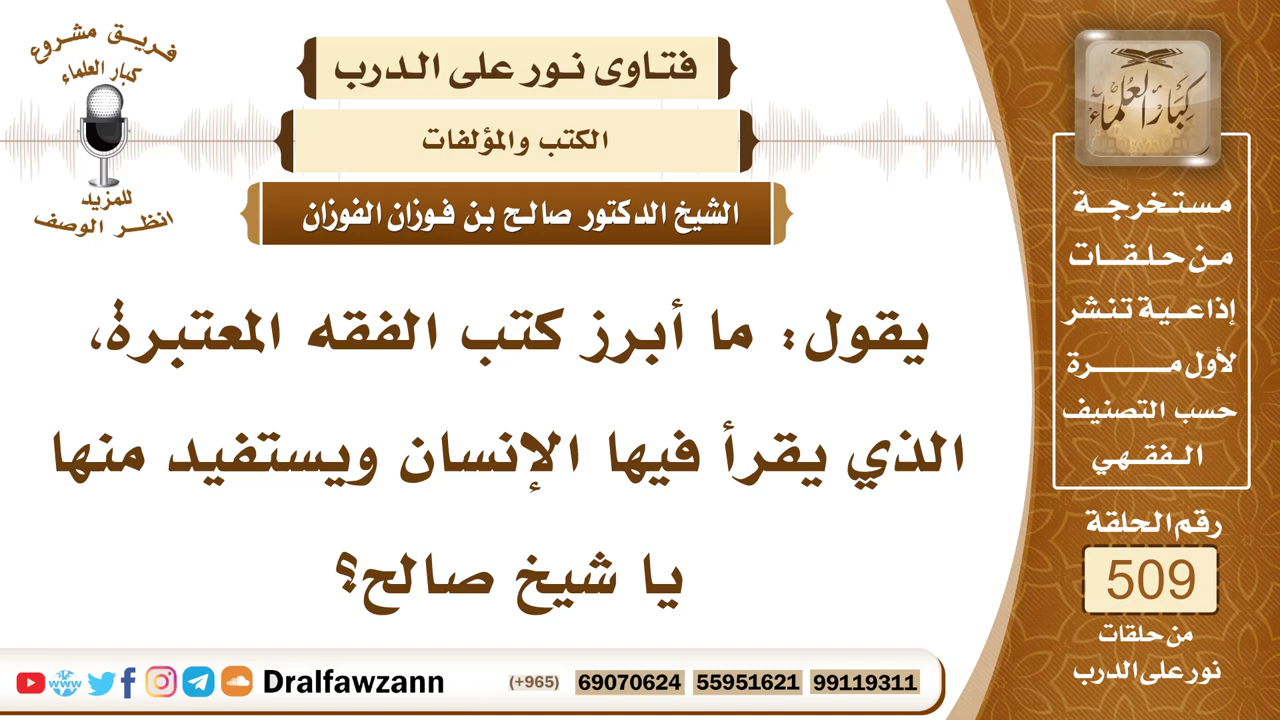 فريق مشروع
كبار العلماء
للمزيد
انظر الوصف
فتاوى نور على الدرب
الكتب والمؤلفات
الشيخ الدكتور صالح بن فوزان الفوزان
يقول: ما أبرز كتب الفقه المعتبرة،
الذي يقرأ فيها الإنسان ويستفيد منها
يا شيخ صالح؟
كبار العلماء
مستخرجة
من حلقات
إذاعية تنشر
لأول مرة
حسب التصنيف
الفقهي
رقم الحلقة
509
من حلقات
نور على الدرب
www Dralfawzann (+965) 69070624 55951621 99119311